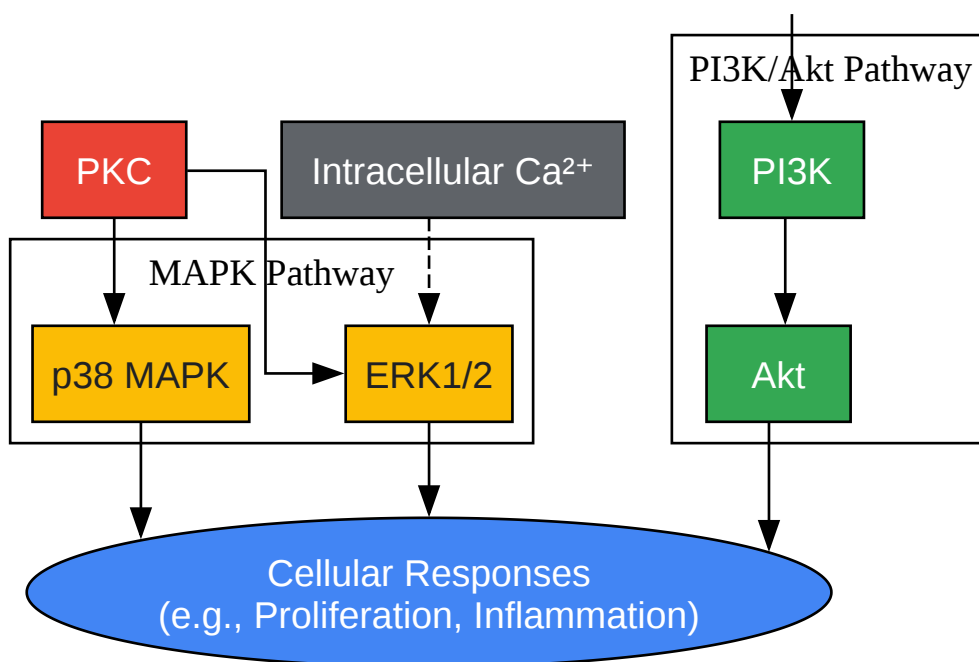 PI3K/Akt Pathway
PKC
Intracellular Ca²⁺
PI3K
MAPK Pathway
p38 MAPK
ERK1/2
Akt
Cellular Responses
(e.g., Proliferation, Inflammation)